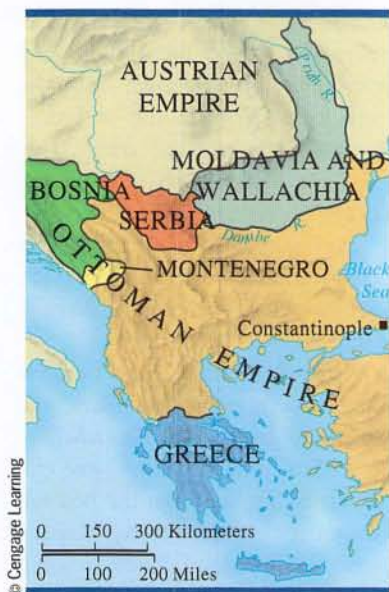 AUSTRIAN
EMPIRE
Pruth R.
MOLDAVIA AND
WALLACHIA
BOSNIA
SERBIA
Danube R.
OTTOMAN EMPIRE
MONTENEGRO
Black
Sea
Constantinople
GREECE
0 150 300 Kilometers
0 100 200 Miles
© Cengage Learning